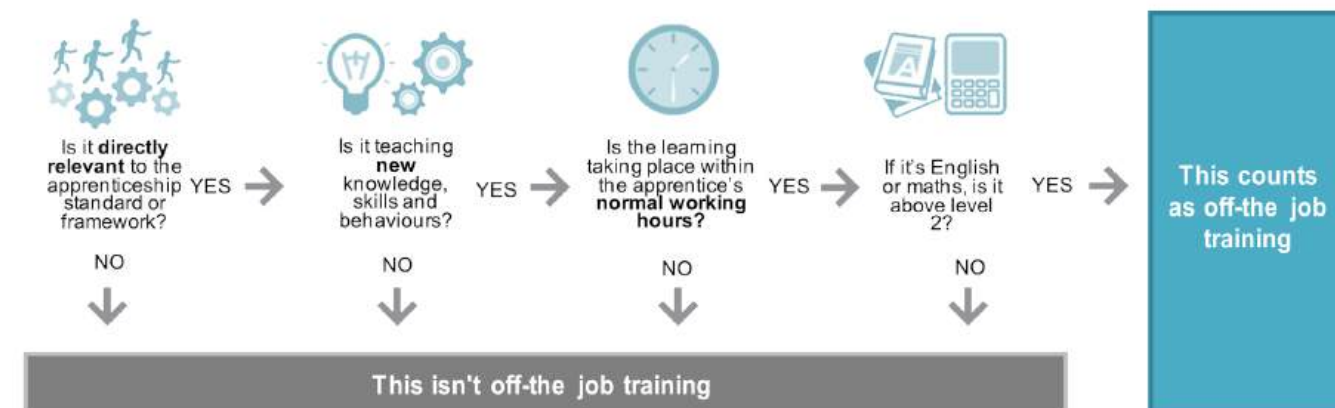 Is it directly
relevant to the
apprenticeship
standard or
framework?
YES
NO
Is it teaching
new
knowledge,
skills and
behaviours?
YES
NO
Is the learning
taking place within
the apprentice's
normal working
hours?
YES
NO
A
If it's English
or maths, is it
above level
2?
YES
NO
This counts
as off-the job
training
This isn't off-the job training